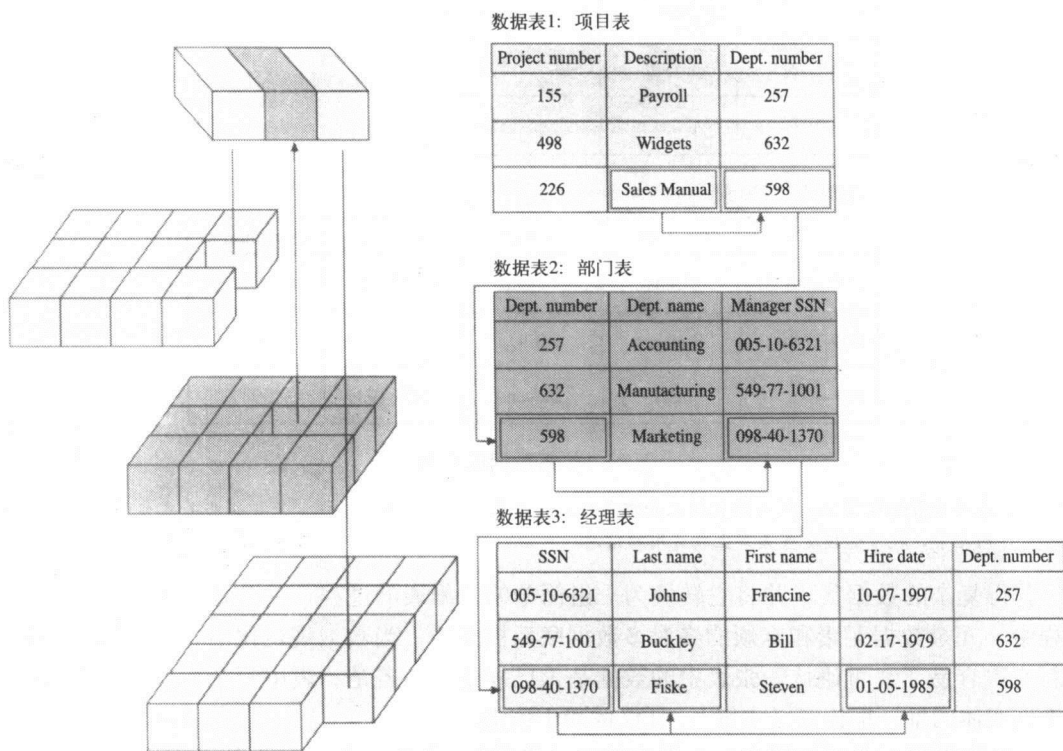 数据表1：项目表
Project number Description Dept. number
155 Payroll 257
498 Widgets 632
226 Sales Manual 598
数据表2：部门表
Dept. number Dept. name Manager SSN
257 Accounting 005-10-6321
632 Manutacturing 549-77-1001
598 Marketing 098-40-1370
数据表3：经理表
SSN Last name First name Hire date Dept. number
005-10-6321 Johns Francine 10-07-1997 257
549-77-1001 Buckley Bill 02-17-1979 632
098-40-1370 Fiske Steven 01-05-1985 598